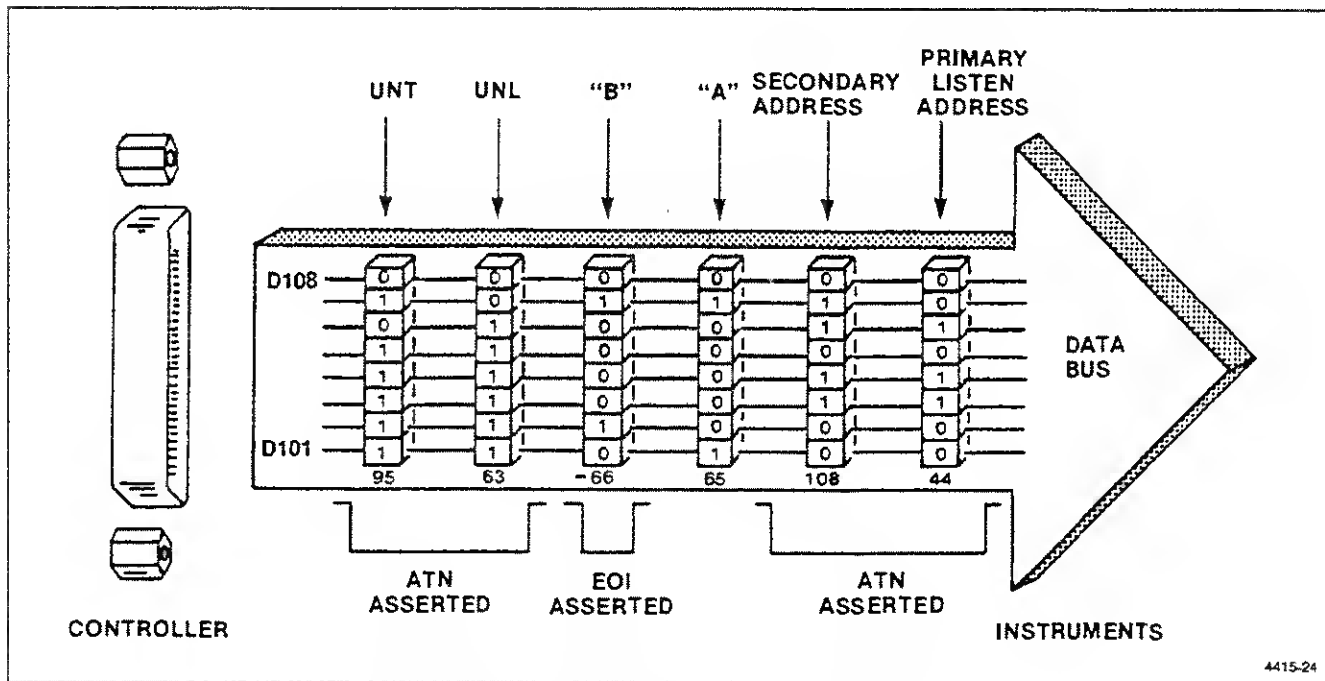 UNT UNL "B" "A" SECONDARY ADDRESS PRIMARY LISTEN ADDRESS
D108 0 0 0 0 0 0
1 0 1 1 1 0
0 1 0 0 1 1
1 1 0 0 0 0
1 1 0 0 1 1
1 1 0 0 1 1
1 1 1 0 0 0
D101 1 1 0 1 0 0
95 63 -66 65 108 44
DATA
BUS
ATN
ASSERTED
EOI
ASSERTED
ATN
ASSERTED
CONTROLLER
INSTRUMENTS
4415-24